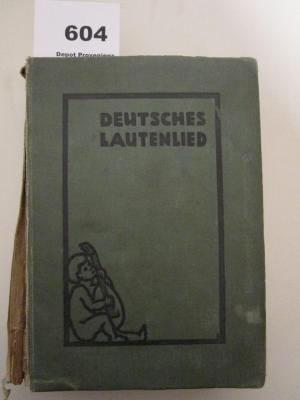 604
Depot Provenienz
DEUTSCHES
LAUTENLIED